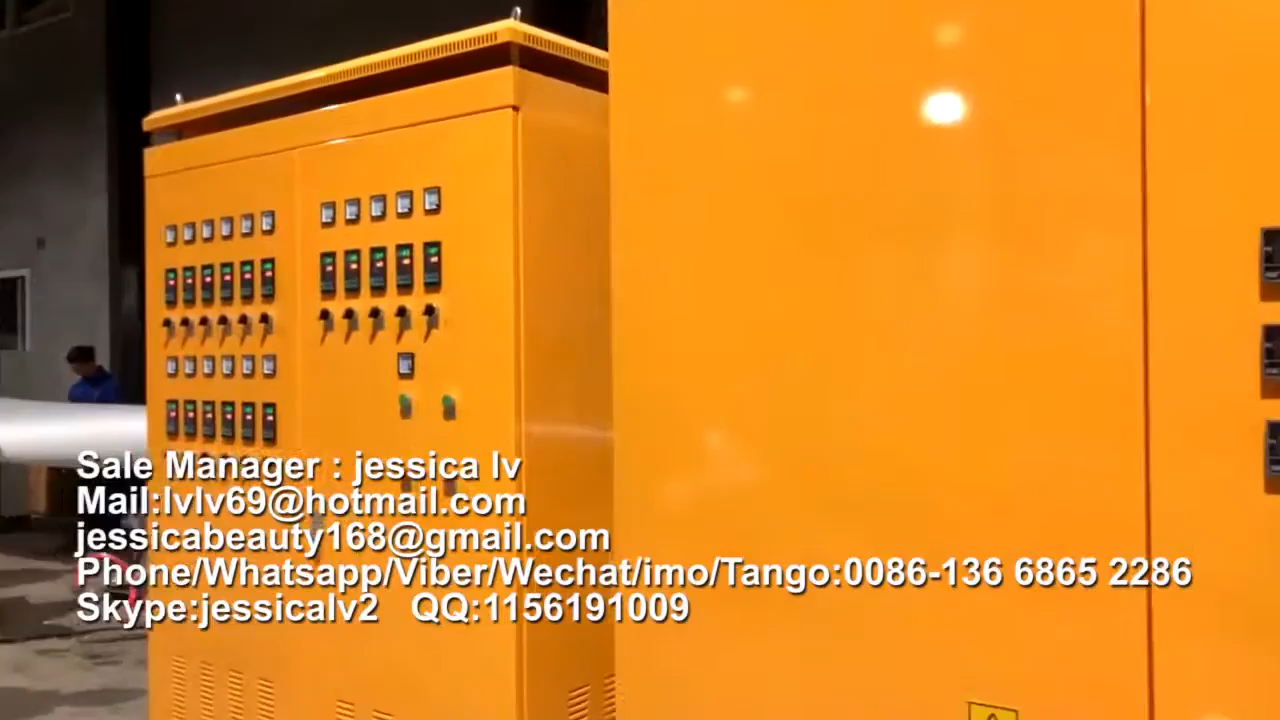 Sale Manager : jessica lv
Mail:lvlv69@hotmail.com
jessicabeauty168@gmail.com
Phone/Whatsapp/Viber/Wechat/imo/Tango:0086-136 6865 2286
Skype:jessicalv2 QQ:1156191009